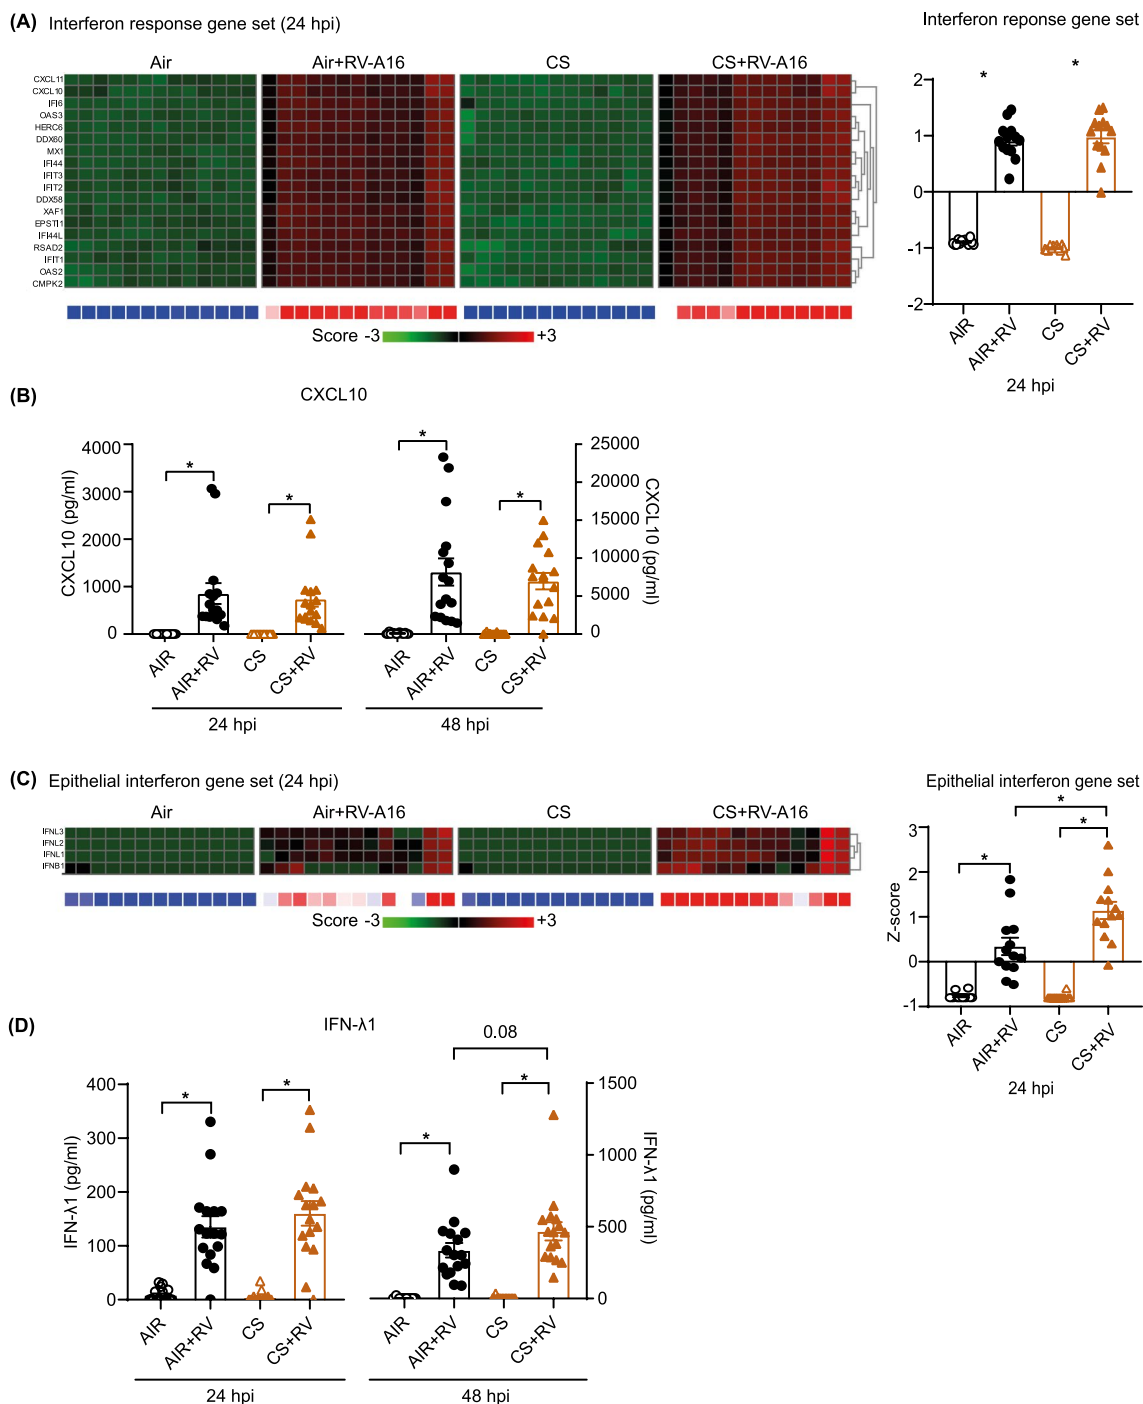 (A) Interferon response gene set (24 hpi)
Interferon reponse gene set
Air Air+RV-A16 CS CS+RV-A16
CXCL11
CXCL10
IFI6
OAS3
HERC6
DDX60
MX1
IFI44
IFIT3
IFIT2
DDX58
XAF1
EPSTI1
IFI44L
RSAD2
IFIT1
OAS2
CMPK2
Score -3 +3
2
1
0
-1
-2
* *
AIR AIR+RV CS CS+RV
24 hpi
(B) CXCL10
CXCL10 (pg/ml)
4000
3000
2000
1000
0
* * * *
25000
20000
15000
10000
5000
0
CXCL10 (pg/ml)
AIR AIR+RV CS CS+RV AIR AIR+RV CS CS+RV
24 hpi 48 hpi
(C) Epithelial interferon gene set (24 hpi)
Epithelial interferon gene set
Air Air+RV-A16 CS CS+RV-A16
IFNL3
IFNL2
IFNL1
IFNB1
Score -3 +3
Z-score
3
2
1
0
-1
* * *
AIR AIR+RV CS CS+RV
24 hpi
(D) IFN-λ1
IFN-λ1 (pg/ml)
400
300
200
100
0
* * * *
0.08
1500
1000
500
0
IFN-λ1 (pg/ml)
AIR AIR+RV CS CS+RV AIR AIR+RV CS CS+RV
24 hpi 48 hpi